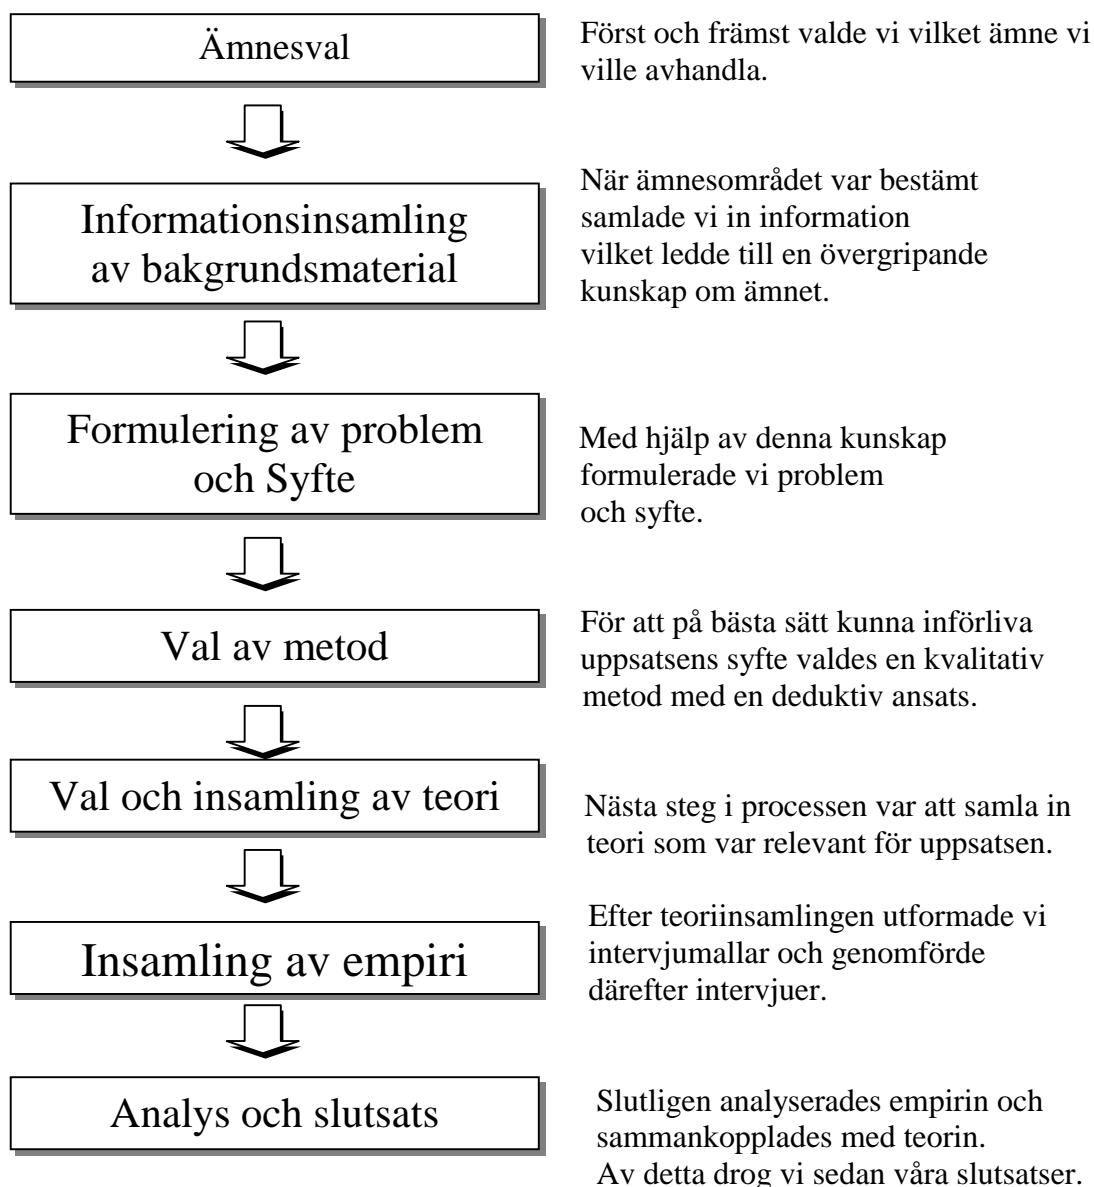 Ämnesval
Först och främst valde vi vilket ämne vi
ville avhandla.
Informationsinsamling
av bakgrundsmaterial
När ämnesområdet var bestämt
samlade vi in information
vilket ledde till en övergripande
kunskap om ämnet.
Formulering av problem
och Syfte
Med hjälp av denna kunskap
formulerade vi problem
och syfte.
Val av metod
För att på bästa sätt kunna införliva
uppsatsens syfte valdes en kvalitativ
metod med en deduktiv ansats.
Val och insamling av teori
Nästa steg i processen var att samla in
teori som var relevant för uppsatsen.
Insamling av empiri
Efter teoriinsamlingen utformade vi
intervjumallar och genomförde
därefter intervjuer.
Analys och slutsats
Slutligen analyserades empirin och
sammankopplades med teorin.
Av detta drog vi sedan våra slutsatser.